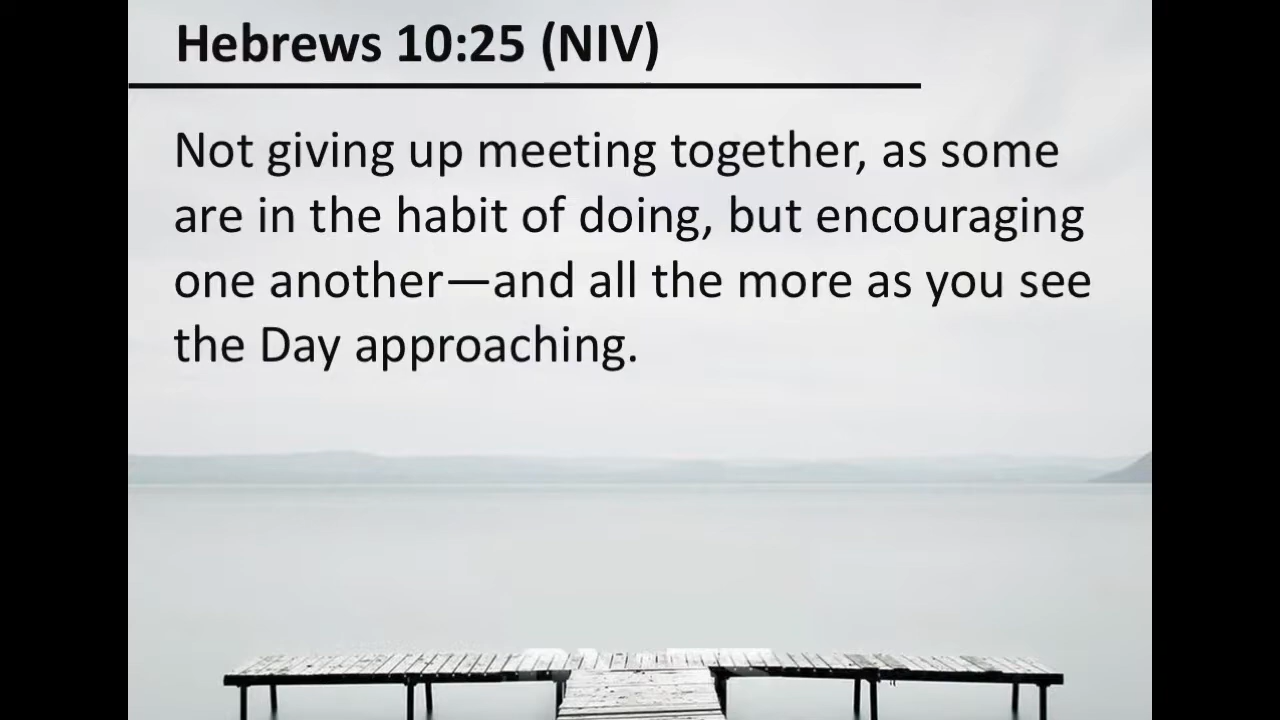 Hebrews 10:25 (NIV)
Not giving up meeting together, as some
are in the habit of doing, but encouraging
one another—and all the more as you see
the Day approaching.